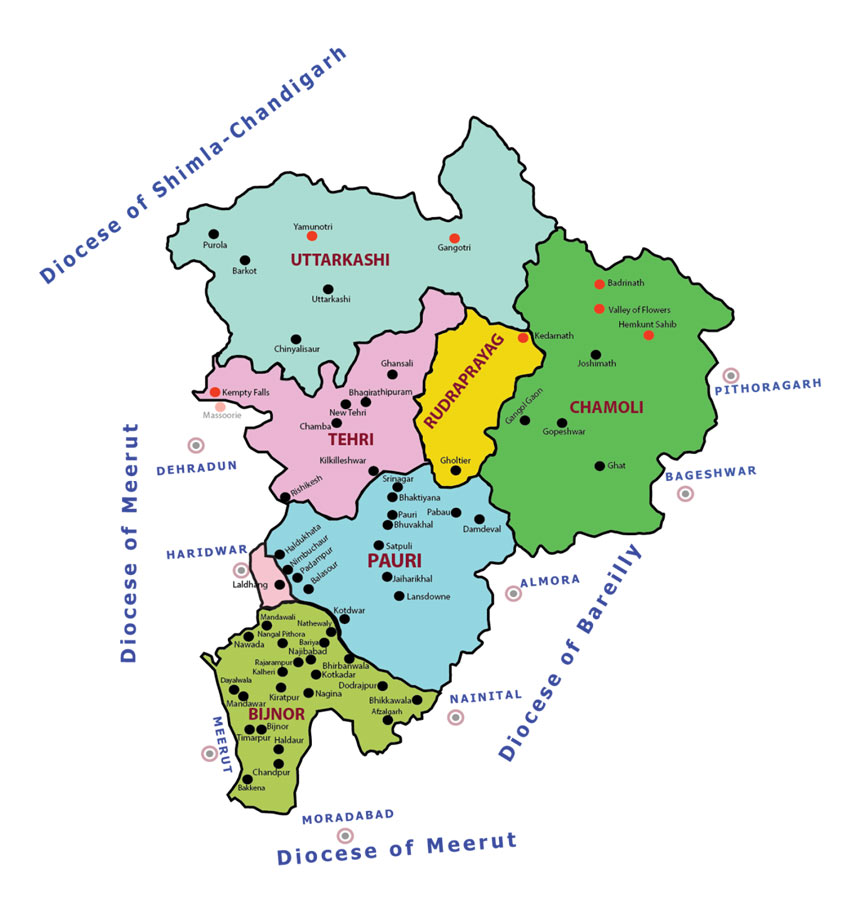 Diocese of Shimla-Chandigarh
Purola
Yamunotri
Gangotri
UTTARKASHI
Barkot
Uttarkashi
Chinyalisaur
Badrinath
Valley of Flowers
Hemkunt Sahib
Kedarnath
Joshimath
Gangol Gaon
CHAMOLI
Gopeshwar
Ghat
PITHORAGARH
BAGESHWAR
RUDRAPRAYAG
Gholtier
Ghansali
Kempty Falls
Massoorie
Bhagirathipuram
New Tehri
Chamba
TEHRI
Kilkilleshwar
Rishikesh
DEHRADUN
Diocese of Meerut
HARIDWAR
Srinagar
Bhaktiyana
Pauri
Pabau
Bhuvakhal
Damdeval
Satpuli
PAURI
Haldukhata
Nimbuchaur
Padampur
Balasour
Jaiharikhal
Lansdowne
Laldhang
Kotdwar
ALMORA
Diocese of Bareilly
Mandawali
Nathewaly
Nangal Pithora
Nawada
Bariya
Najibabad
Rajarampur
Bhirbanwala
Kalheri
Kotkadar
Dayalwala
Dodrajpur
Kiratpur
Nagina
Mandawar
Bhikkawala
Afzalgarh
BIJNOR
Bijnor
Timarpur
Haldaur
Chandpur
Bakkena
MEERUT
NAINITAL
MORADABAD
Diocese of Meerut